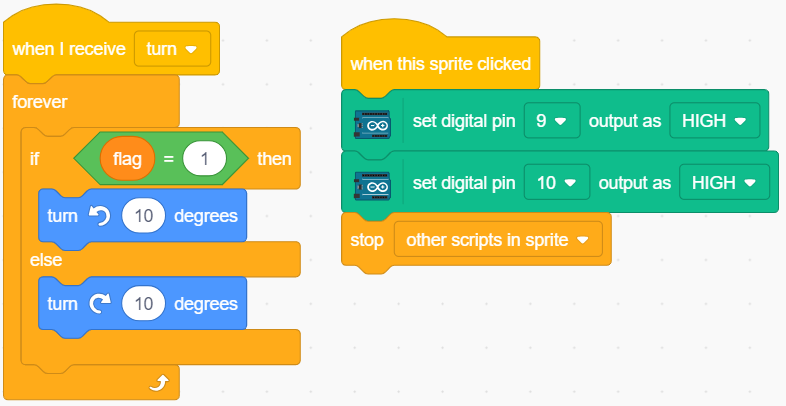 when I receive turn
forever
if flag = 1 then
turn 10 degrees
else
turn 10 degrees
when this sprite clicked
set digital pin 9 output as HIGH
set digital pin 10 output as HIGH
stop other scripts in sprite